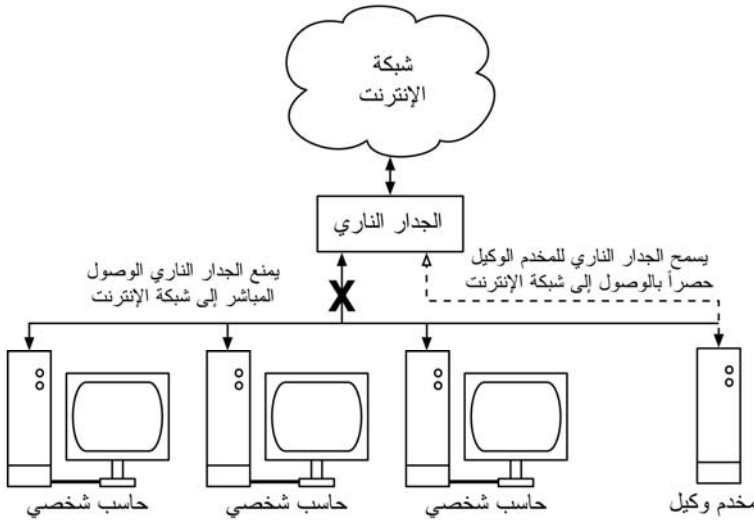 شبكة
الإنترنت
الجدار الناري
يسمح الجدار الناري للمخدم الوكيل
حصراً بالوصول إلى شبكة الإنترنت
يمنع الجدار الناري الوصول
المباشر إلى شبكة الإنترنت
X
مخدم وكيل
حاسب شخصي
حاسب شخصي
حاسب شخصي